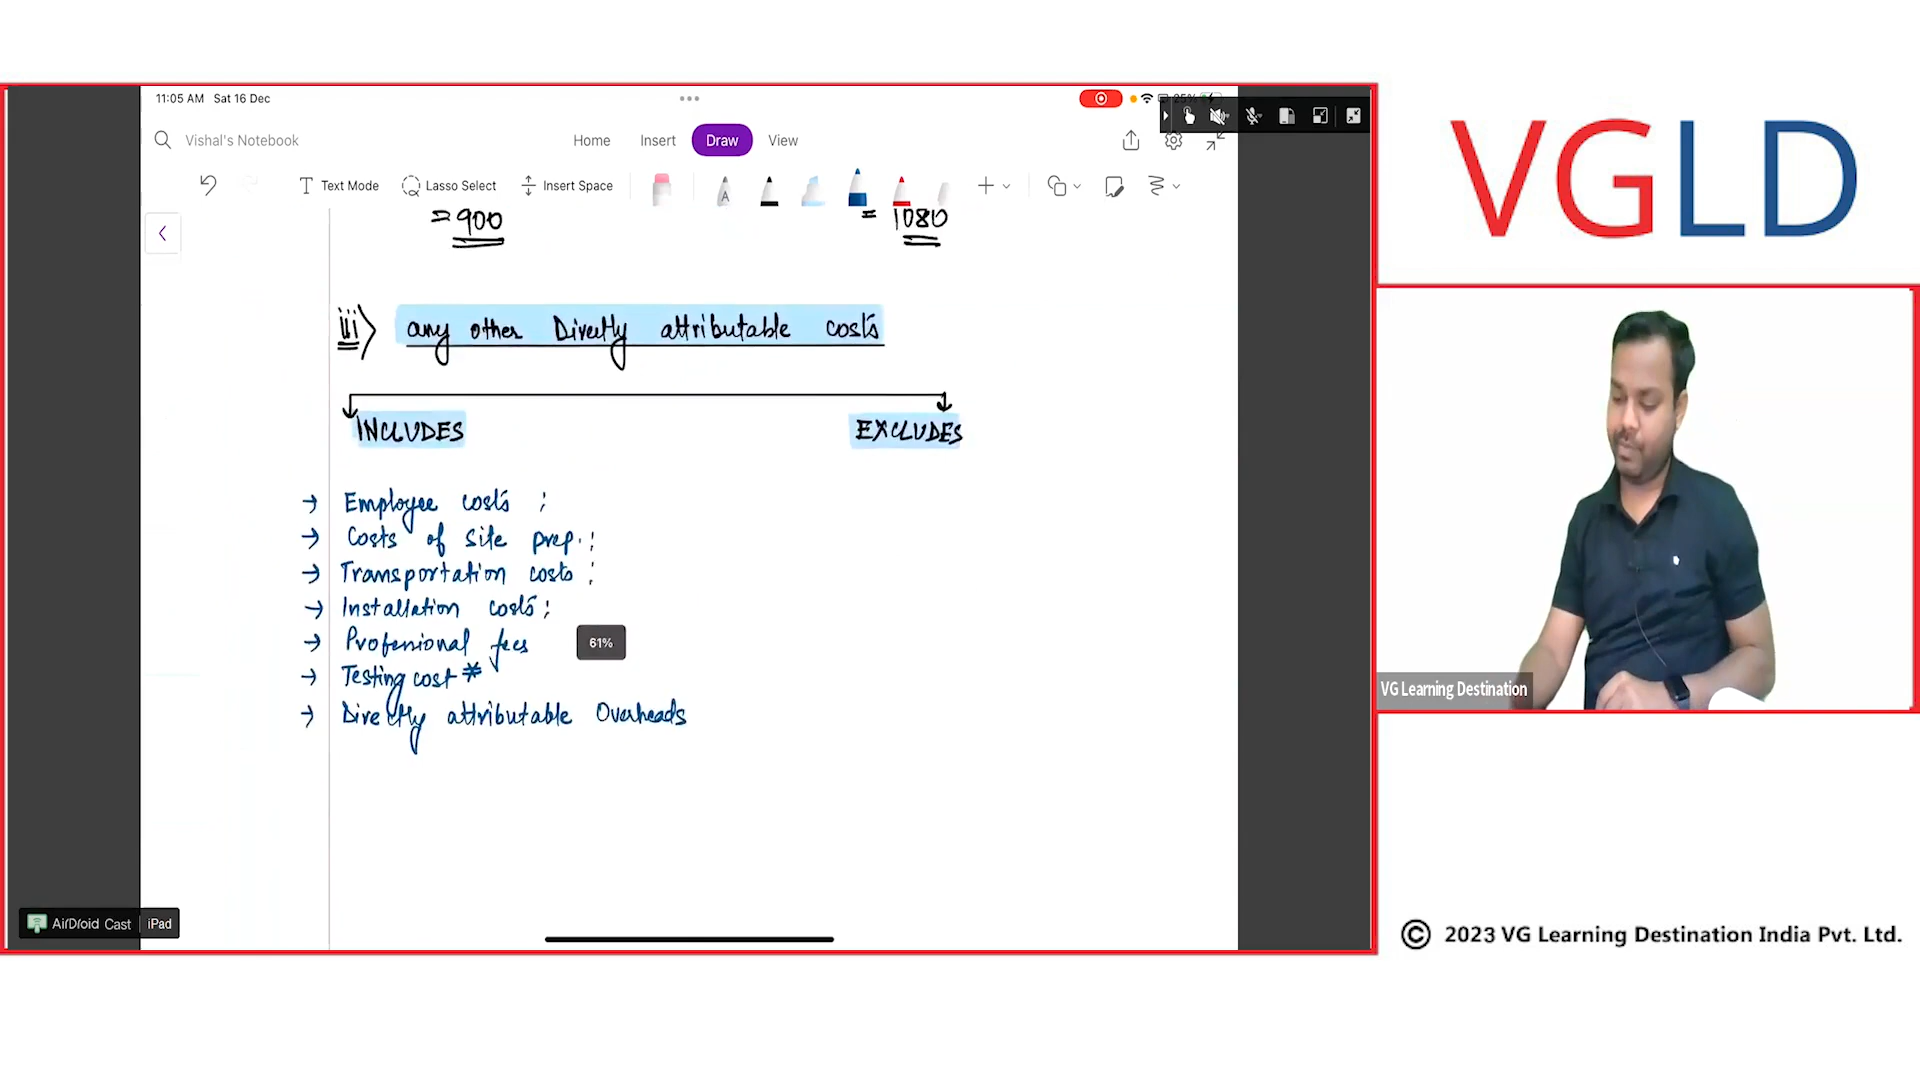 11:05 AM Sat 16 Dec
25%
Vishal's Notebook
Home Insert Draw View
Text Mode Lasso Select Insert Space
A
= 900 = 1080
iii) any other Directly attributable costs
INCLUDES EXCLUDES
→ Employee costs ;
→ Costs of site prep. ;
→ Transportation costs ;
→ Installation costs ;
→ Professional fees
61%
→ Testing cost *
→ Directly attributable Overheads
AirDroid Cast iPad
VGLD
VG Learning Destination
© 2023 VG Learning Destination India Pvt. Ltd.